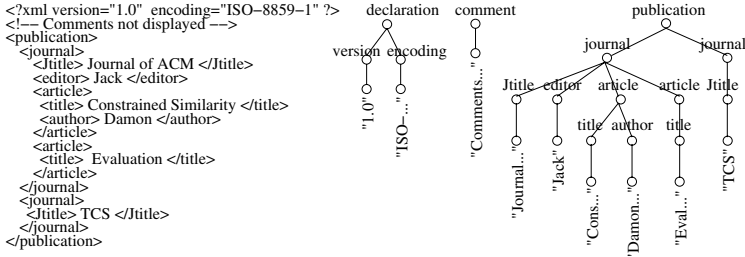 <?xml version="1.0" encoding="ISO−8859−1" ?>
<!−− Comments not displayed −−>
<publication>
<journal>
<Jtitle> Journal of ACM </Jtitle>
<editor> Jack </editor>
<article>
<title> Constrained Similarity </title>
<author> Damon </author>
</article>
<article>
<title> Evaluation </title>
</article>
</journal>
<journal>
<Jtitle> TCS </Jtitle>
</journal>
</publication>
declaration
version encoding
"1.0"
"ISO−..."
comment
"Comments..."
publication
journal journal
Jtitle editor article article Jtitle
title author title
"Journal..."
"Jack"
"Cons..."
"Damon..."
"Eval..."
"TCS"